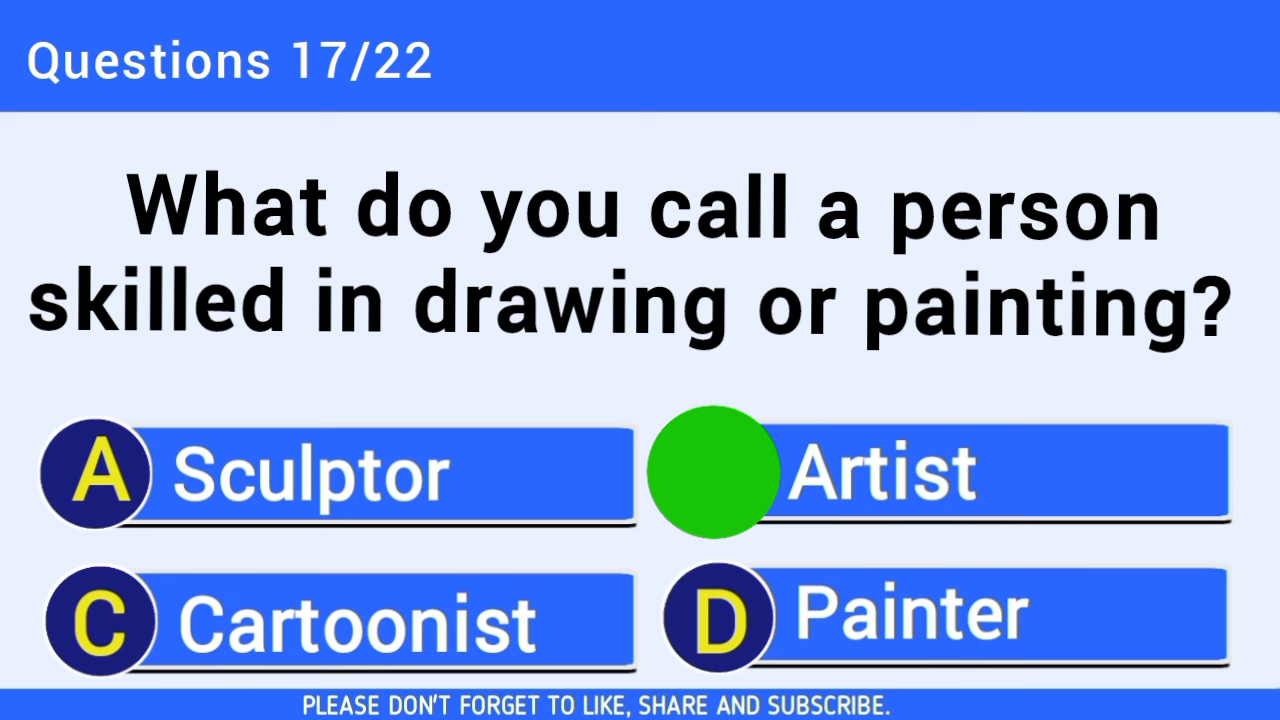 Questions 17/22
What do you call a person
skilled in drawing or painting?
A Sculptor
Artist
C Cartoonist
D Painter
PLEASE DON'T FORGET TO LIKE, SHARE AND SUBSCRIBE.